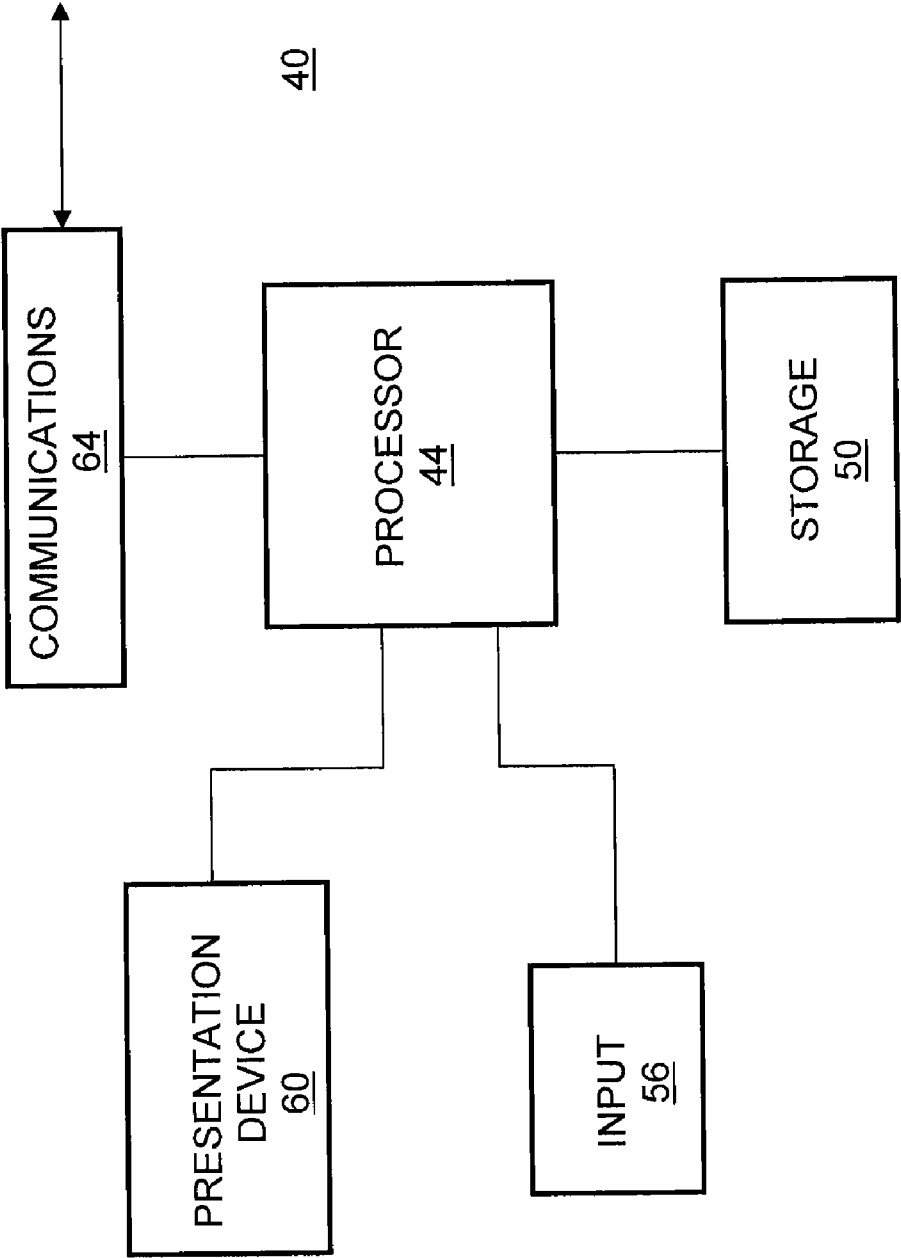 40
COMMUNICATIONS
64
PROCESSOR
44
STORAGE
50
PRESENTATION
DEVICE
60
INPUT
56